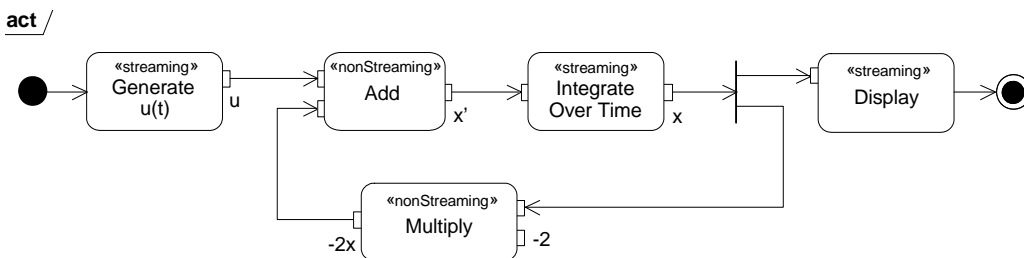 act
«streaming»
Generate
u(t)
u
«nonStreaming»
Add
x’
«streaming»
Integrate
Over Time
x
«streaming»
Display
«nonStreaming»
Multiply
-2x
-2